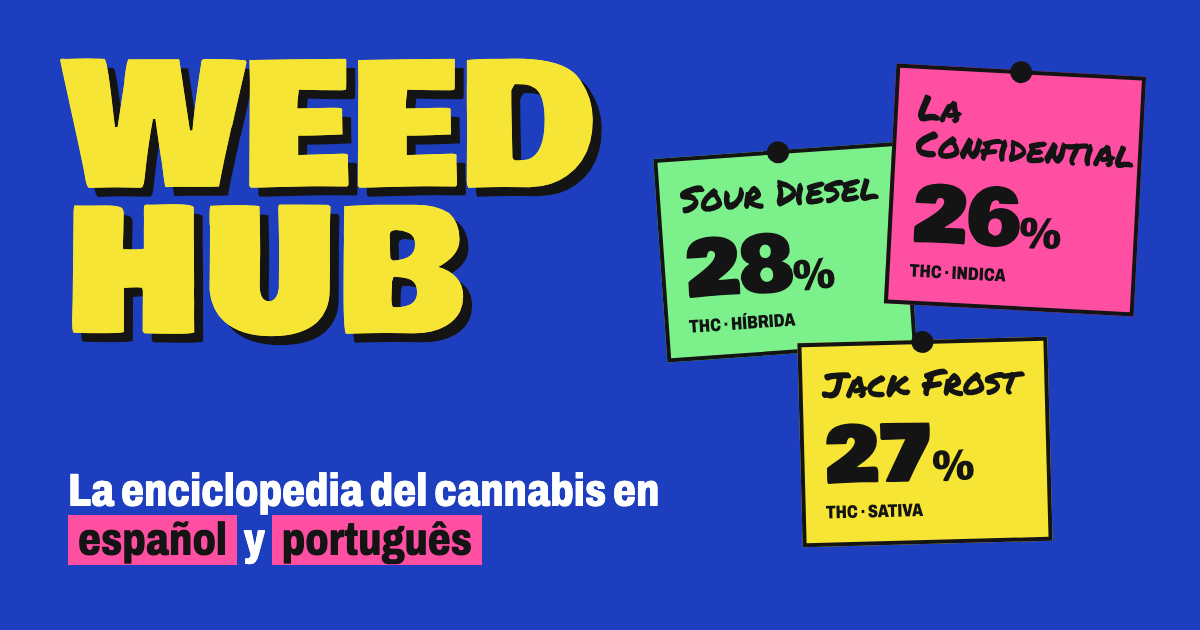 WEED
HUB
La enciclopedia del cannabis en
español y português
SOUR DIESEL
28%
THC · HÍBRIDA
LA
CONFIDENTIAL
26%
THC · INDICA
JACK FROST
27%
THC · SATIVA